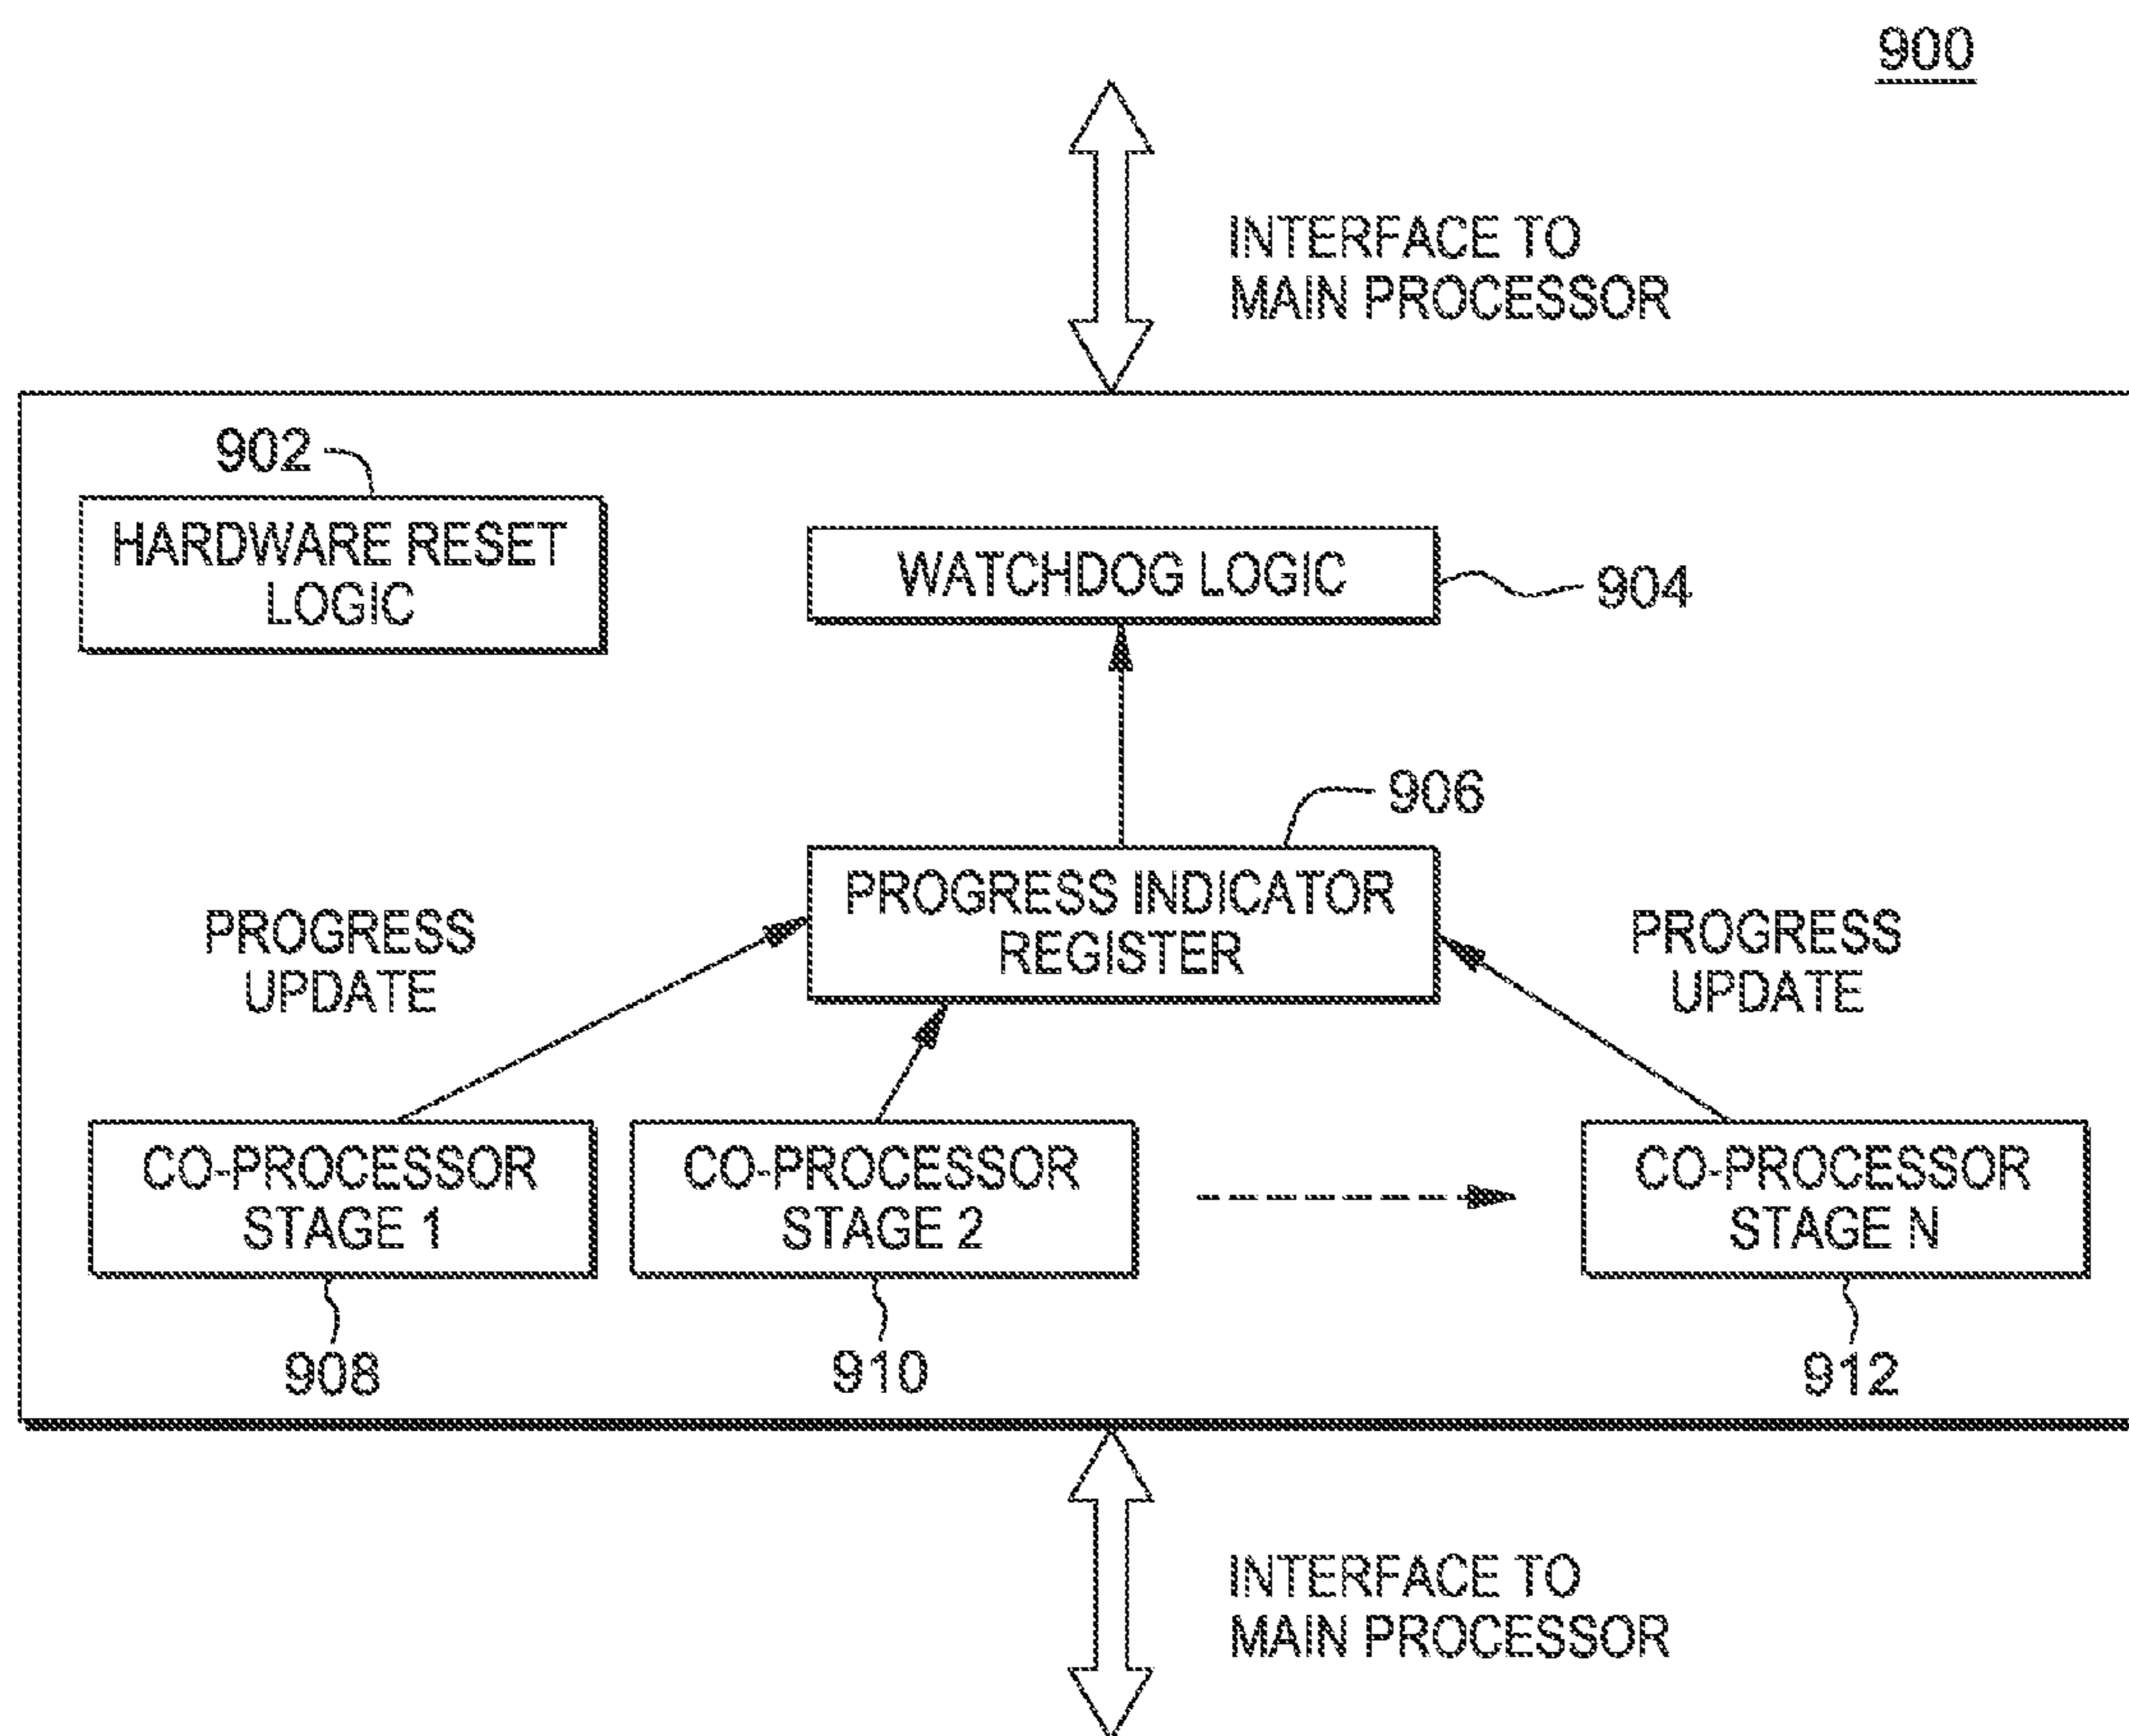 900
INTERFACE TO
MAIN PROCESSOR
902
HARDWARE RESET
LOGIC
WATCHDOG LOGIC
904
906
PROGRESS INDICATOR
REGISTER
PROGRESS
UPDATE
PROGRESS
UPDATE
CO-PROCESSOR
STAGE 1
CO-PROCESSOR
STAGE 2
CO-PROCESSOR
STAGE N
908
910
912
INTERFACE TO
MAIN PROCESSOR